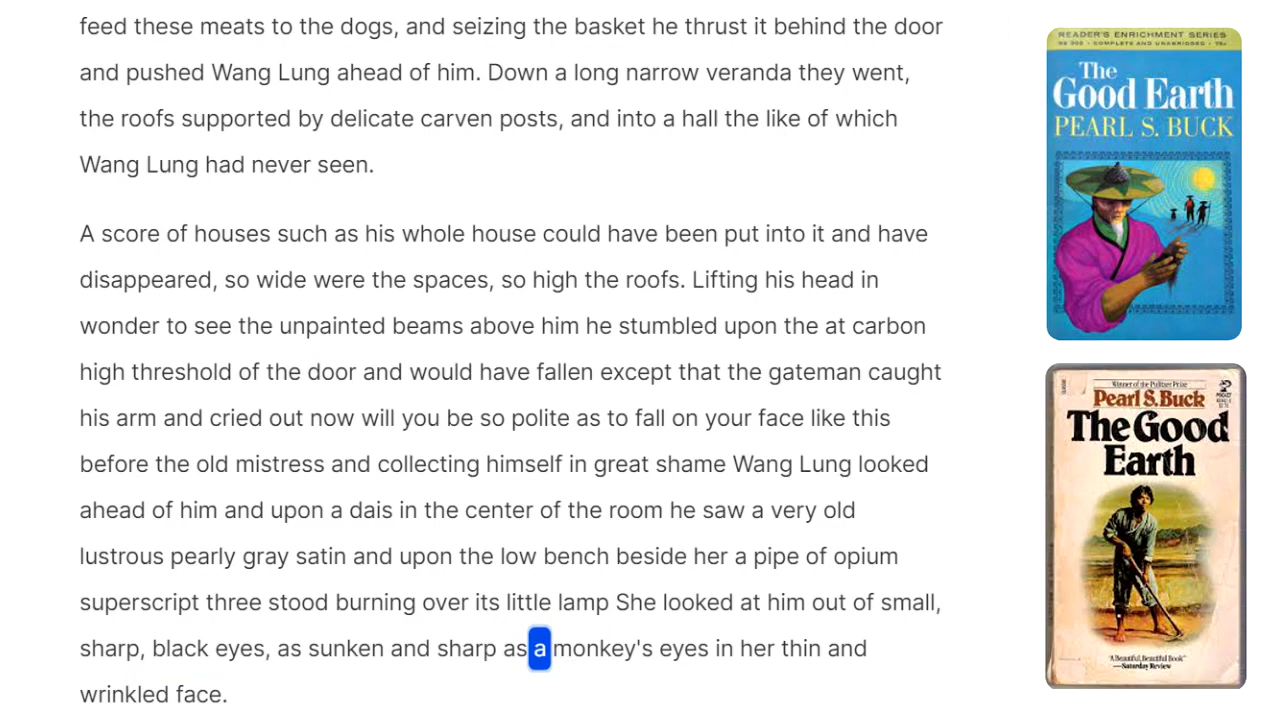 feed these meats to the dogs, and seizing the basket he thrust it behind the door
and pushed Wang Lung ahead of him. Down a long narrow veranda they went,
the roofs supported by delicate carven posts, and into a hall the like of which
Wang Lung had never seen.
A score of houses such as his whole house could have been put into it and have
disappeared, so wide were the spaces, so high the roofs. Lifting his head in
wonder to see the unpainted beams above him he stumbled upon the at carbon
high threshold of the door and would have fallen except that the gateman caught
his arm and cried out now will you be so polite as to fall on your face like this
before the old mistress and collecting himself in great shame Wang Lung looked
ahead of him and upon a dais in the center of the room he saw a very old
lustrous pearly gray satin and upon the low bench beside her a pipe of opium
superscript three stood burning over its little lamp She looked at him out of small,
sharp, black eyes, as sunken and sharp as a monkey's eyes in her thin and
wrinkled face.
READER'S ENRICHMENT SERIES
COMPLETE AND UNABRIDGED
The
Good Earth
PEARL S. BUCK
Winner of the Pulitzer Prize
Pearl S. Buck
The Good
Earth
"A Beautiful, Beautiful Book"
—Saturday Review